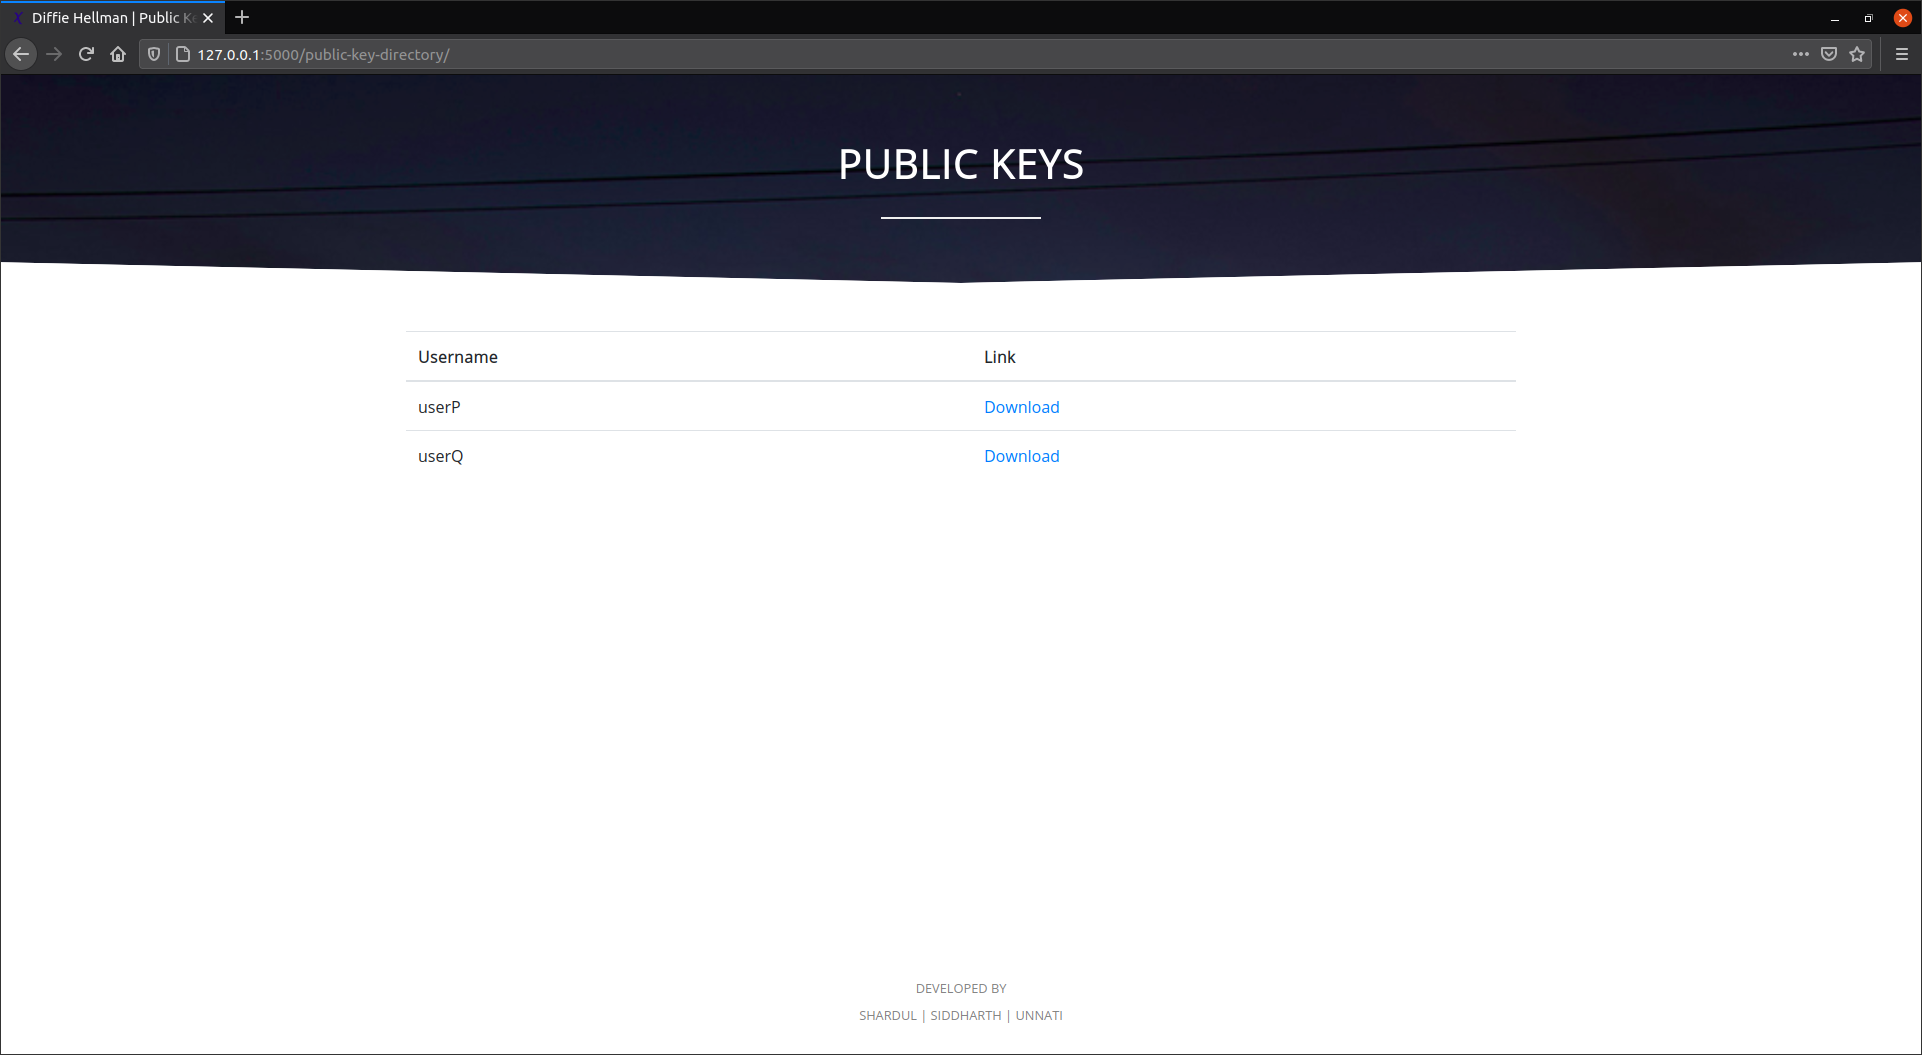 Diffie Hellman | Public Ke
127.0.0.1:5000/public-key-directory/
PUBLIC KEYS
Username Link
userP Download
userQ Download
DEVELOPED BY
SHARDUL | SIDDHARTH | UNNATI